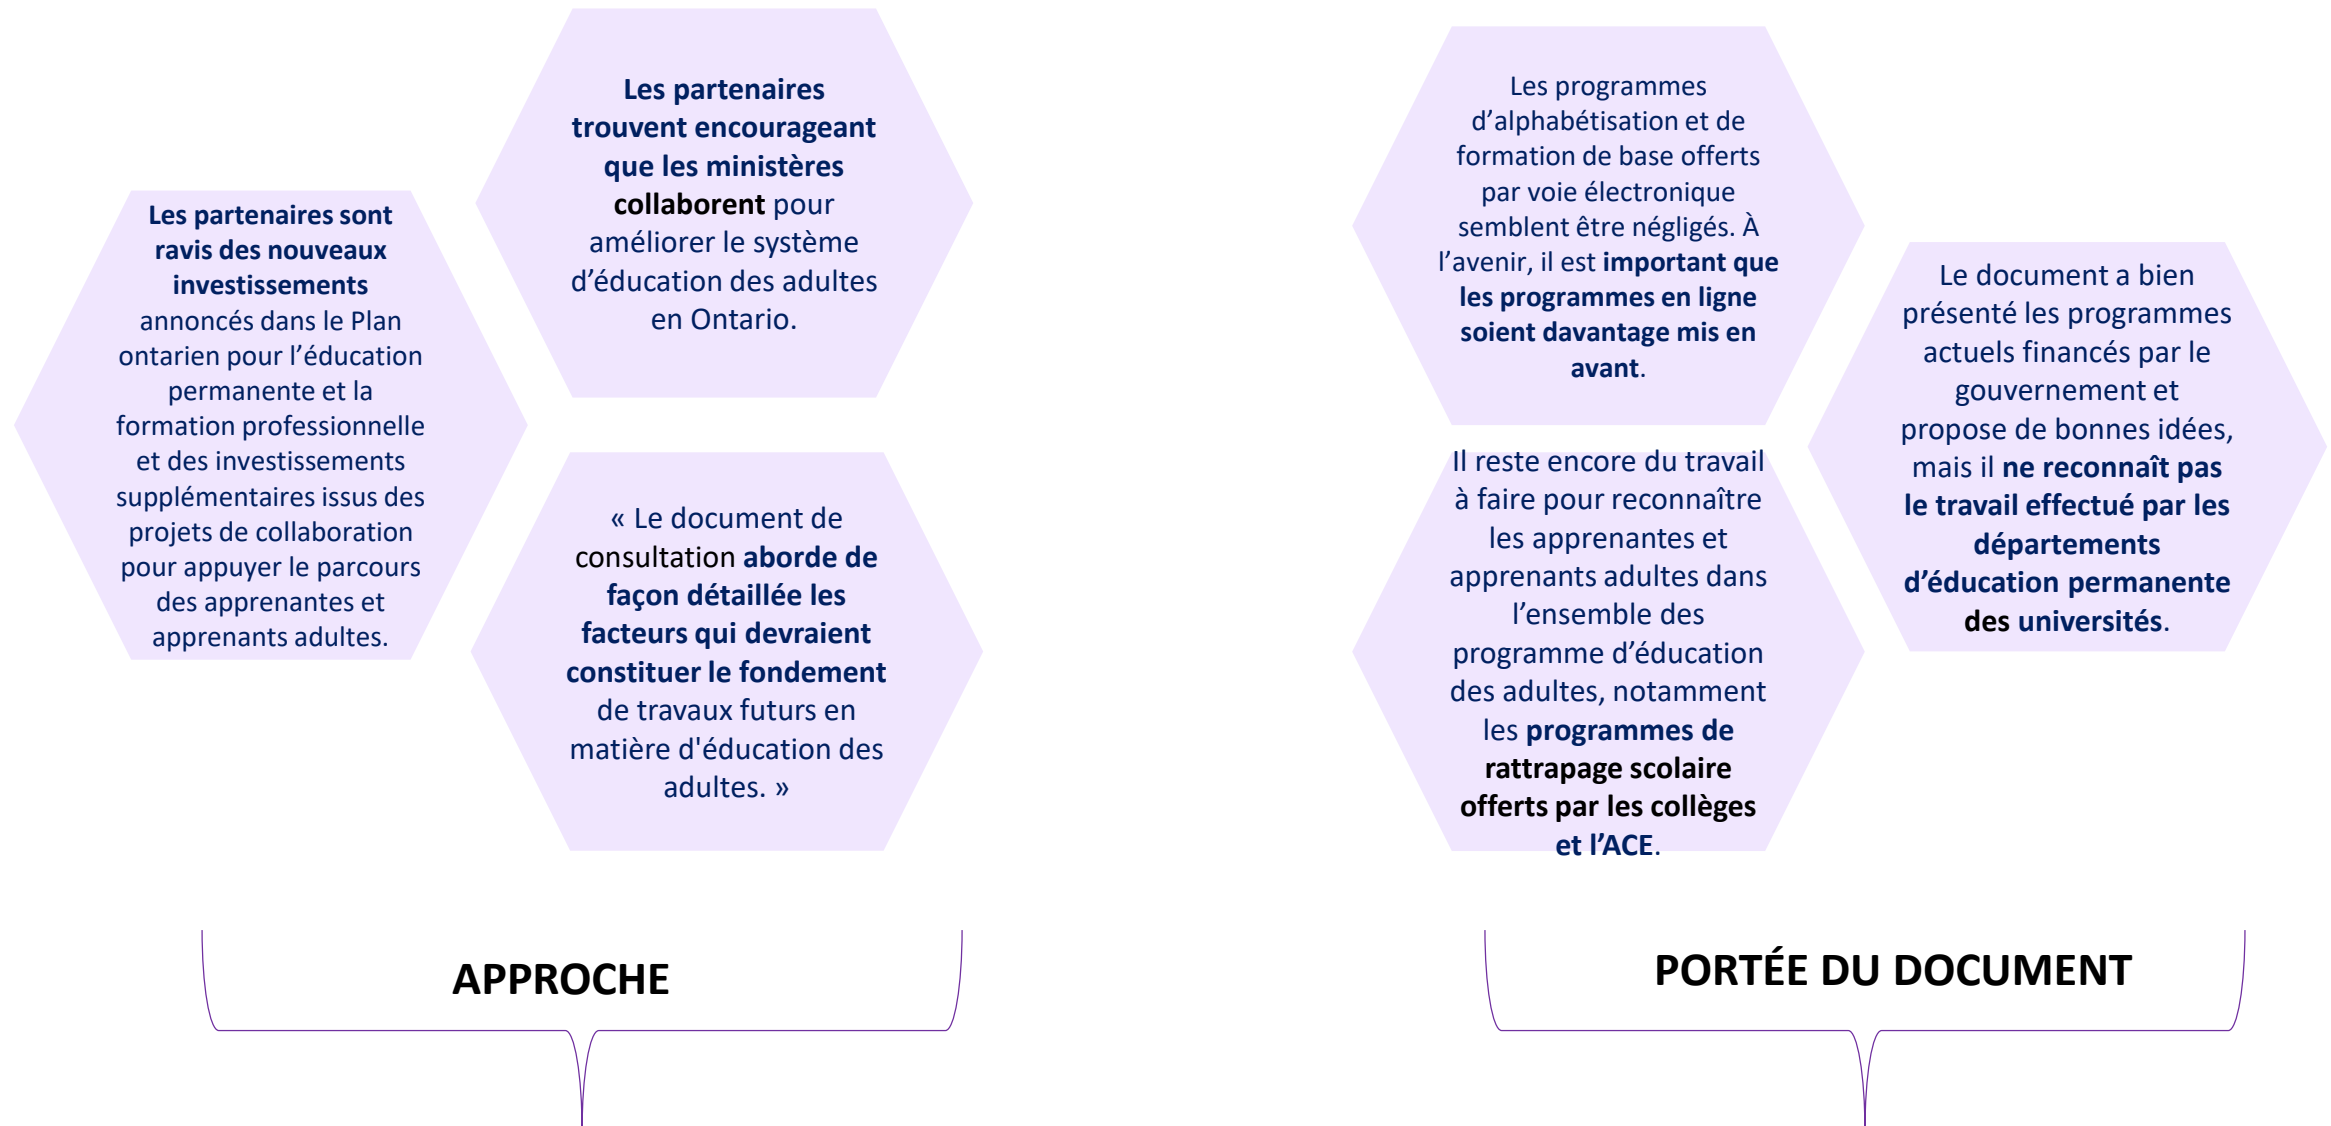 Les partenaires sont
ravis des nouveaux
investissements
annoncés dans le Plan
ontarien pour l’éducation
permanente et la
formation professionnelle
et des investissements
supplémentaires issus des
projets de collaboration
pour appuyer le parcours
des apprenantes et
apprenants adultes.
Les partenaires
trouvent encourageant
que les ministères
collaborent pour
améliorer le système
d’éducation des adultes
en Ontario.
« Le document de
consultation aborde de
façon détaillée les
facteurs qui devraient
constituer le fondement
de travaux futurs en
matière d'éducation des
adultes. »
APPROCHE
Les programmes
d’alphabétisation et de
formation de base offerts
par voie électronique
semblent être négligés. À
l’avenir, il est important que
les programmes en ligne
soient davantage mis en
avant.
Il reste encore du travail
à faire pour reconnaître
les apprenantes et
apprenants adultes dans
l’ensemble des
programme d’éducation
des adultes, notamment
les programmes de
rattrapage scolaire
offerts par les collèges
et l’ACE.
Le document a bien
présenté les programmes
actuels financés par le
gouvernement et
propose de bonnes idées,
mais il ne reconnaît pas
le travail effectué par les
départements
d’éducation permanente
des universités.
PORTÉE DU DOCUMENT